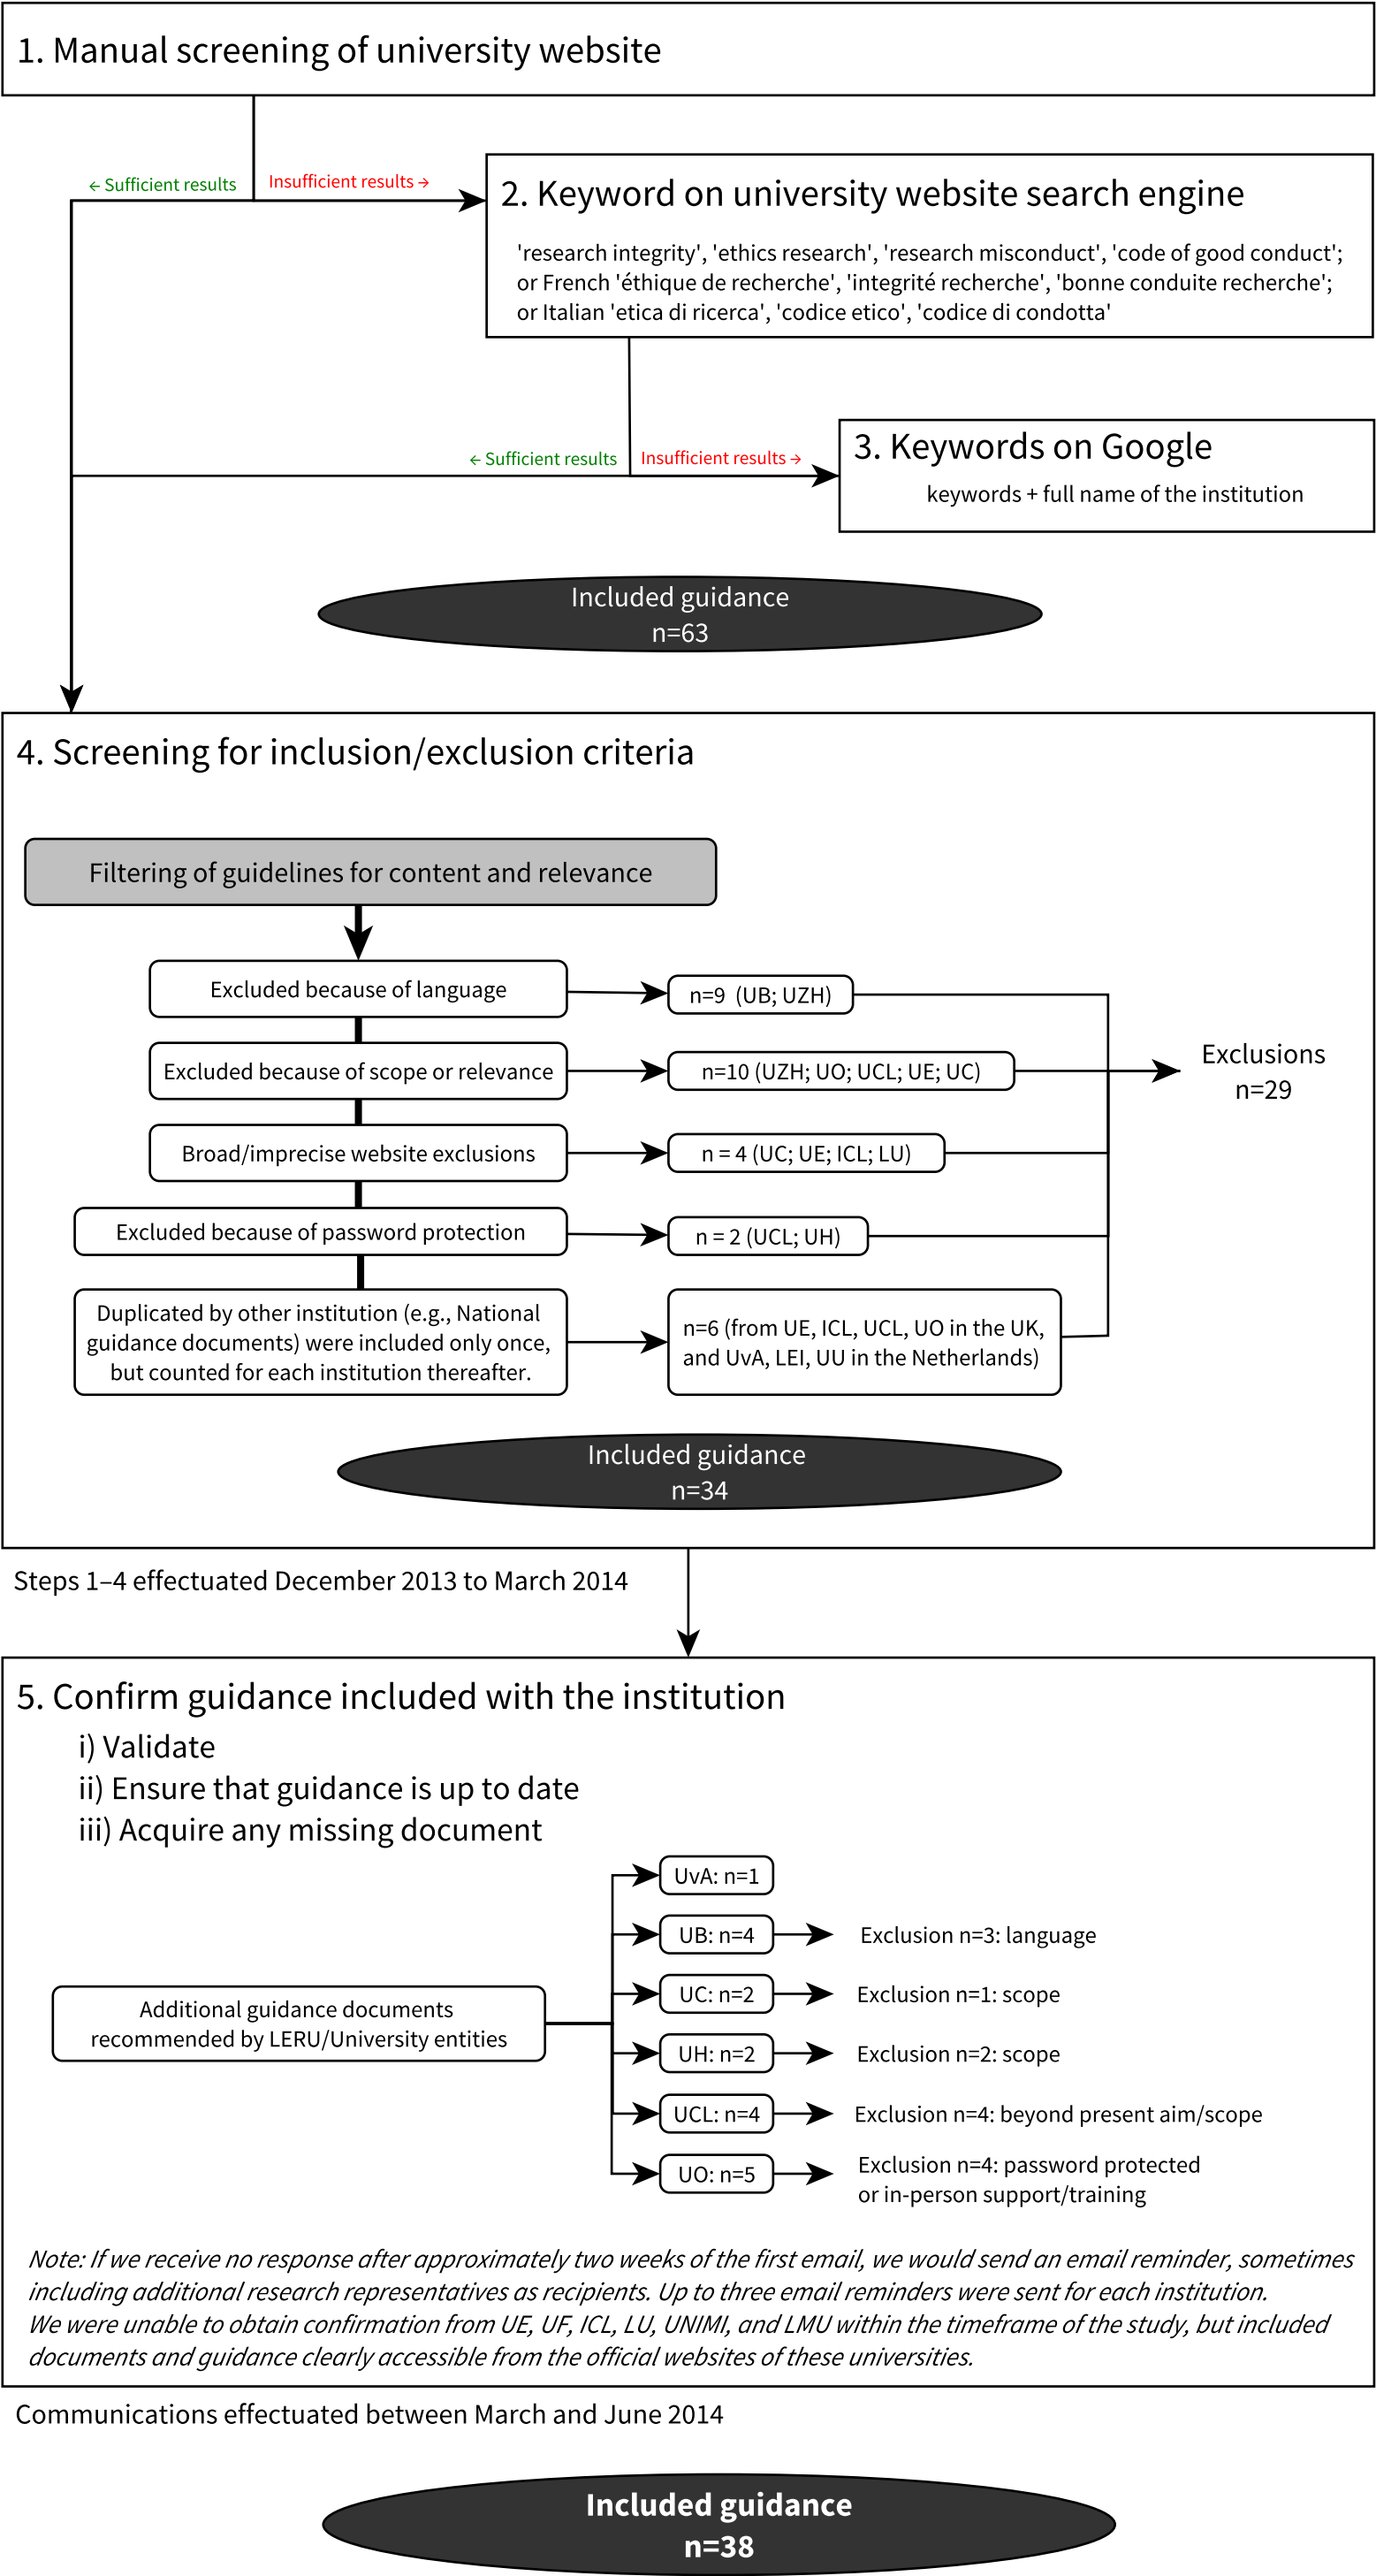 1. Manual screening of university website
← Sufficient results
Insufficient results →
2. Keyword on university website search engine
'research integrity', 'ethics research', 'research misconduct', 'code of good conduct';
or French 'éthique de recherche', 'integrité recherche', 'bonne conduite recherche';
or Italian 'etica di ricerca', 'codice etico', 'codice di condotta'
← Sufficient results
Insufficient results →
3. Keywords on Google
keywords + full name of the institution
Included guidance
n=63
4. Screening for inclusion/exclusion criteria
Filtering of guidelines for content and relevance
Excluded because of language
n=9 (UB; UZH)
Excluded because of scope or relevance
n=10 (UZH; UO; UCL; UE; UC)
Exclusions
n=29
Broad/imprecise website exclusions
n = 4 (UC; UE; ICL; LU)
Excluded because of password protection
n = 2 (UCL; UH)
Duplicated by other institution (e.g., National
guidance documents) were included only once,
but counted for each institution thereafter.
n=6 (from UE, ICL, UCL, UO in the UK,
and UvA, LEI, UU in the Netherlands)
Included guidance
n=34
Steps 1–4 effectuated December 2013 to March 2014
5. Confirm guidance included with the institution
i) Validate
ii) Ensure that guidance is up to date
iii) Acquire any missing document
Additional guidance documents
recommended by LERU/University entities
UvA: n=1
UB: n=4
Exclusion n=3: language
UC: n=2
Exclusion n=1: scope
UH: n=2
Exclusion n=2: scope
UCL: n=4
Exclusion n=4: beyond present aim/scope
UO: n=5
Exclusion n=4: password protected
or in-person support/training
Note: If we receive no response after approximately two weeks of the first email, we would send an email reminder, sometimes
including additional research representatives as recipients. Up to three email reminders were sent for each institution.
We were unable to obtain confirmation from UE, UF, ICL, LU, UNIMI, and LMU within the timeframe of the study, but included
documents and guidance clearly accessible from the official websites of these universities.
Communications effectuated between March and June 2014
Included guidance
n=38